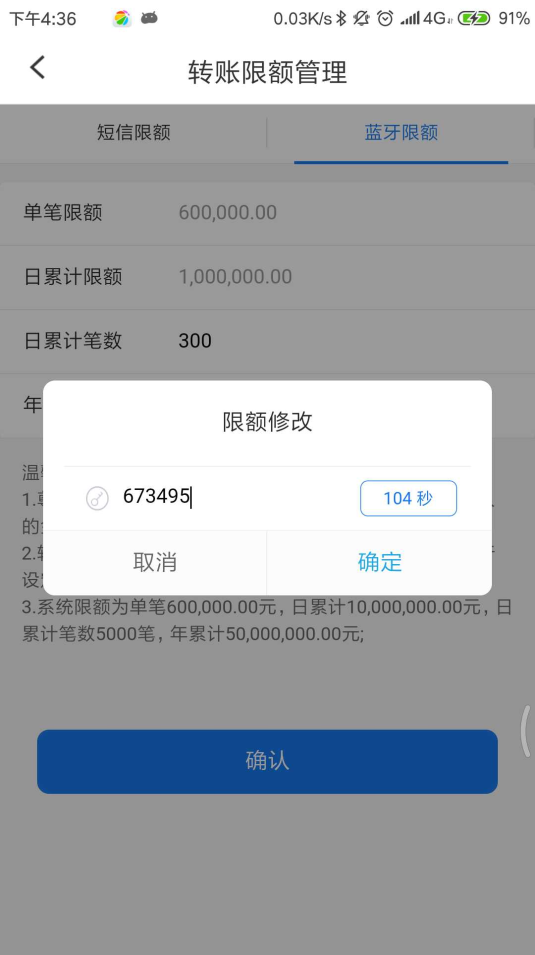 下午4:36 0.03K/s 4G 91%
转账限额管理
短信限额 蓝牙限额
单笔限额 600,000.00
日累计限额 1,000,000.00
日累计笔数 300
年
限额修改
673495 104 秒
取消 确定
温
1.
的
2.
设
3.系统限额为单笔600,000.00元，日累计10,000,000.00元，日
累计笔数5000笔，年累计50,000,000.00元;
确认